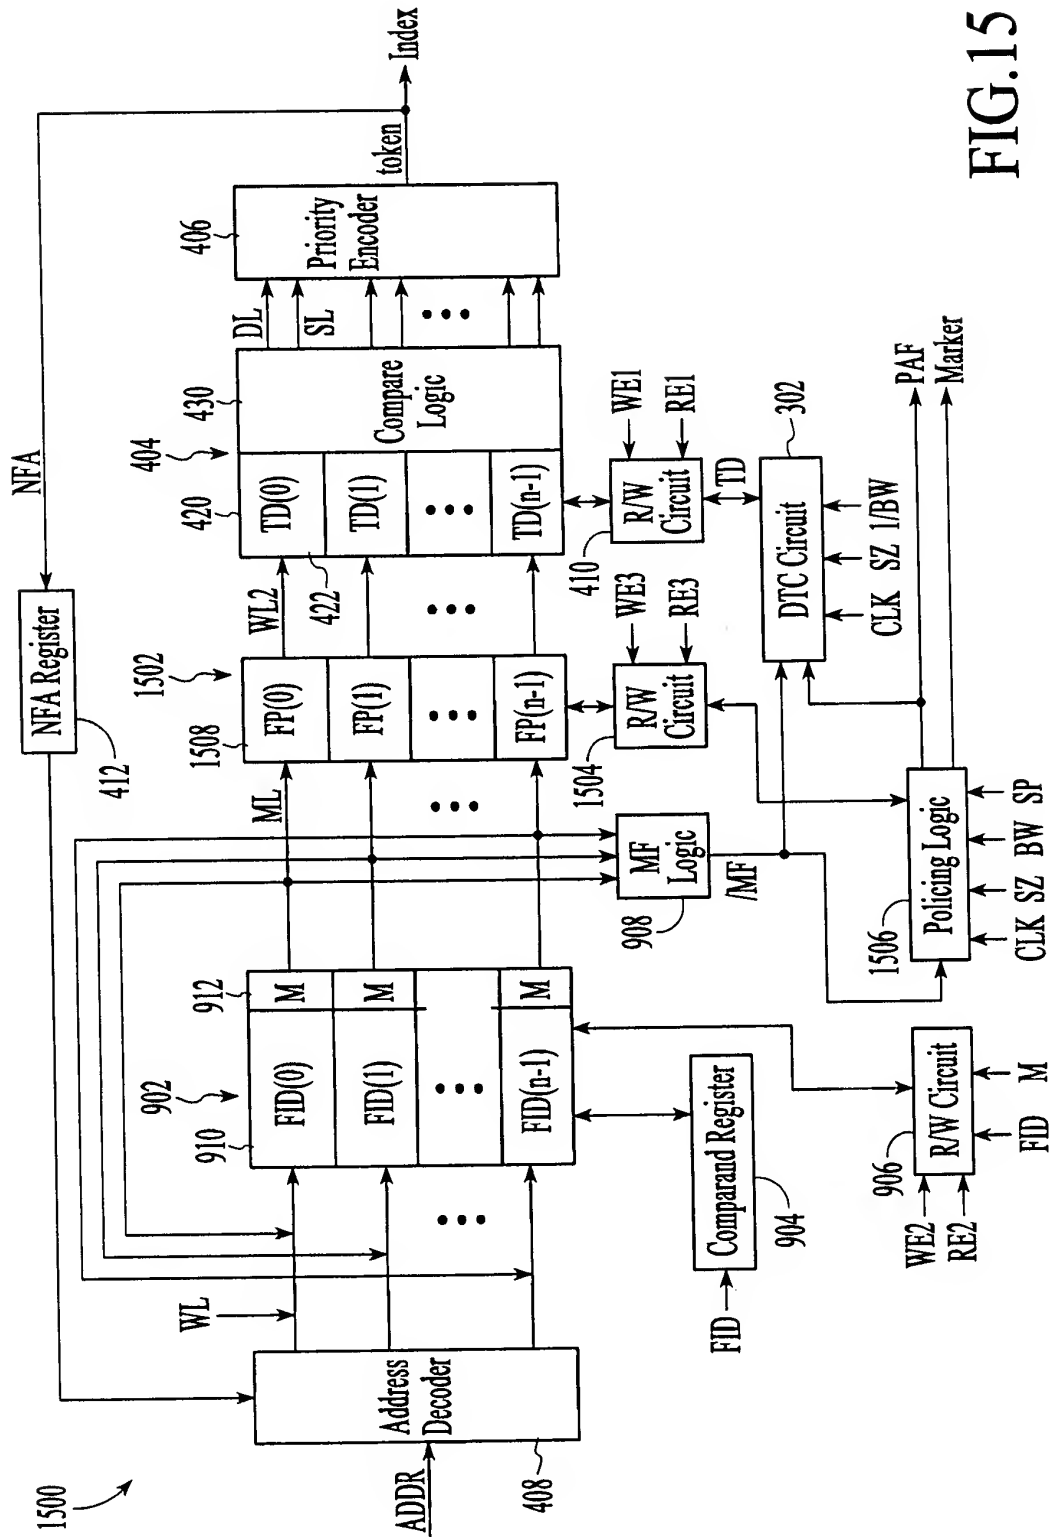 1500
ADDR
Address
Decoder
408
WL
NFA Register
412
NFA
902
910
912
FID(0)
M
FID(1)
M
FID(n-1)
M
FID
Comparand Register
904
WE2
RE2
906
R/W Circuit
FID
M
ML
MF
Logic
908
/MF
1502
1508
FP(0)
FP(1)
FP(n-1)
WL2
R/W
Circuit
1504
WE3
RE3
1506
Policing Logic
CLK
SZ
BW
SP
404
420
422
430
TD(0)
TD(1)
TD(n-1)
Compare
Logic
R/W
Circuit
410
WE1
RE1
TD
302
DTC Circuit
CLK
SZ
1/BW
PAF
Marker
DL
SL
406
Priority
Encoder
token
Index
FIG.15